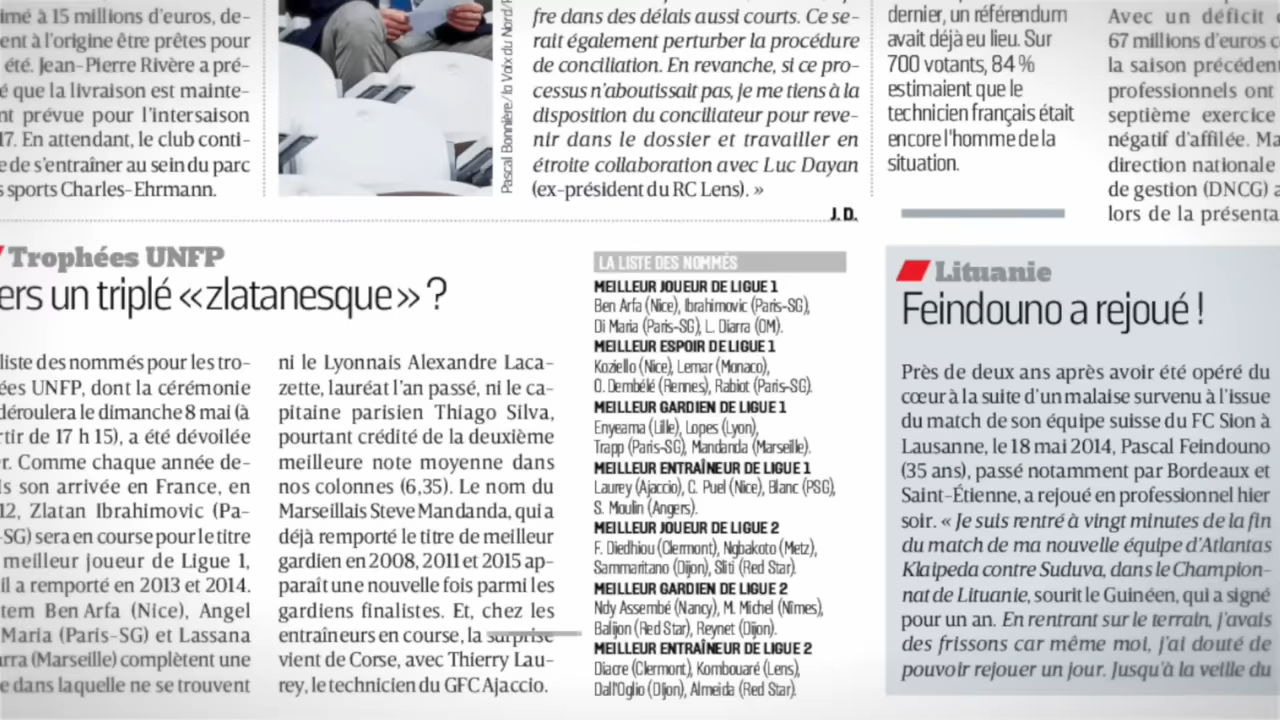 imé à 15 millions d'euros, de-
ent à l'origine être prêtes pour
été. Jean-Pierre Rivère a pré-
é que la livraison est mainte-
nt prévue pour l'intersaison
17. En attendant, le club conti-
e de s'entraîner au sein du parc
s sports Charles-Ehrmann.
Pascal Bonnière/la Voix du Nord/
fre dans des délais aussi courts. Ce se-
rait également perturber la procédure
de conciliation. En revanche, si ce pro-
cessus n'aboutissait pas, je me tiens à la
disposition du conciliateur pour reve-
nir dans le dossier et travailler en
étroite collaboration avec Luc Dayan
(ex-président du RC Lens). »
J. D.
dernier, un référendum
avait déjà eu lieu. Sur
700 votants, 84 %
estimaient que le
technicien français était
encore l'homme de la
situation.
Avec un déficit
67 millions d'euros
la saison précéden
professionnels ont
septième exercice
négatif d'affilée. Ma
direction nationale
de gestion (DNCG) a
lors de la présenta
Trophées UNFP
ers un triplé «zlatanesque» ?
liste des nommés pour les tro-
ées UNFP, dont la cérémonie
déroulera le dimanche 8 mai (à
rtir de 17 h 15), a été dévoilée
r. Comme chaque année de-
is son arrivée en France, en
12, Zlatan Ibrahimovic (Pa-
-SG) sera en course pour le titre
meilleur joueur de Ligue 1,
il a remporté en 2013 et 2014.
tem Ben Arfa (Nice), Angel
Maria (Paris-SG) et Lassana
arra (Marseille) complètent une
e dans laquelle ne se trouvent
ni le Lyonnais Alexandre Laca-
zette, lauréat l'an passé, ni le ca-
pitaine parisien Thiago Silva,
pourtant crédité de la deuxième
meilleure note moyenne dans
nos colonnes (6,35). Le nom du
Marseillais Steve Mandanda, qui a
déjà remporté le titre de meilleur
gardien en 2008, 2011 et 2015 ap-
paraît une nouvelle fois parmi les
gardiens finalistes. Et, chez les
entraîneurs en course, la surprise
vient de Corse, avec Thierry Lau-
rey, le technicien du GFC Ajaccio.
LA LISTE DES NOMMÉS
MEILLEUR JOUEUR DE LIGUE 1
Ben Arfa (Nice), Ibrahimovic (Paris-SG),
Di Maria (Paris-SG), L. Diarra (OM).
MEILLEUR ESPOIR DE LIGUE 1
Koziello (Nice), Lemar (Monaco),
O. Dembélé (Rennes), Rabiot (Paris-SG).
MEILLEUR GARDIEN DE LIGUE 1
Enyeama (Lille), Lopes (Lyon),
Trapp (Paris-SG), Mandanda (Marseille).
MEILLEUR ENTRAÎNEUR DE LIGUE 1
Laurey (Ajaccio), C. Puel (Nice), Blanc (PSG),
S. Moulin (Angers).
MEILLEUR JOUEUR DE LIGUE 2
F. Diedhiou (Clermont), Ngbakoto (Metz),
Sammaritano (Dijon), Sliti (Red Star).
MEILLEUR GARDIEN DE LIGUE 2
Ndy Assembé (Nancy), M. Michel (Nîmes),
Balijon (Red Star), Reynet (Dijon).
MEILLEUR ENTRAÎNEUR DE LIGUE 2
Diacre (Clermont), Kombouaré (Lens),
Dall'Oglio (Dijon), Almeida (Red Star).
Lituanie
Feindouno a rejoué !
Près de deux ans après avoir été opéré du
cœur à la suite d'un malaise survenu à l'issue
du match de son équipe suisse du FC Sion à
Lausanne, le 18 mai 2014, Pascal Feindouno
(35 ans), passé notamment par Bordeaux et
Saint-Étienne, a rejoué en professionnel hier
soir. « Je suis rentré à vingt minutes de la fin
du match de ma nouvelle équipe d'Atlantas
Klaipeda contre Suduva, dans le Champion-
nat de Lituanie, sourit le Guinéen, qui a signé
pour un an. En rentrant sur le terrain, j'avais
des frissons car même moi, j'ai douté de
pouvoir rejouer un jour. Jusqu'à la veille du